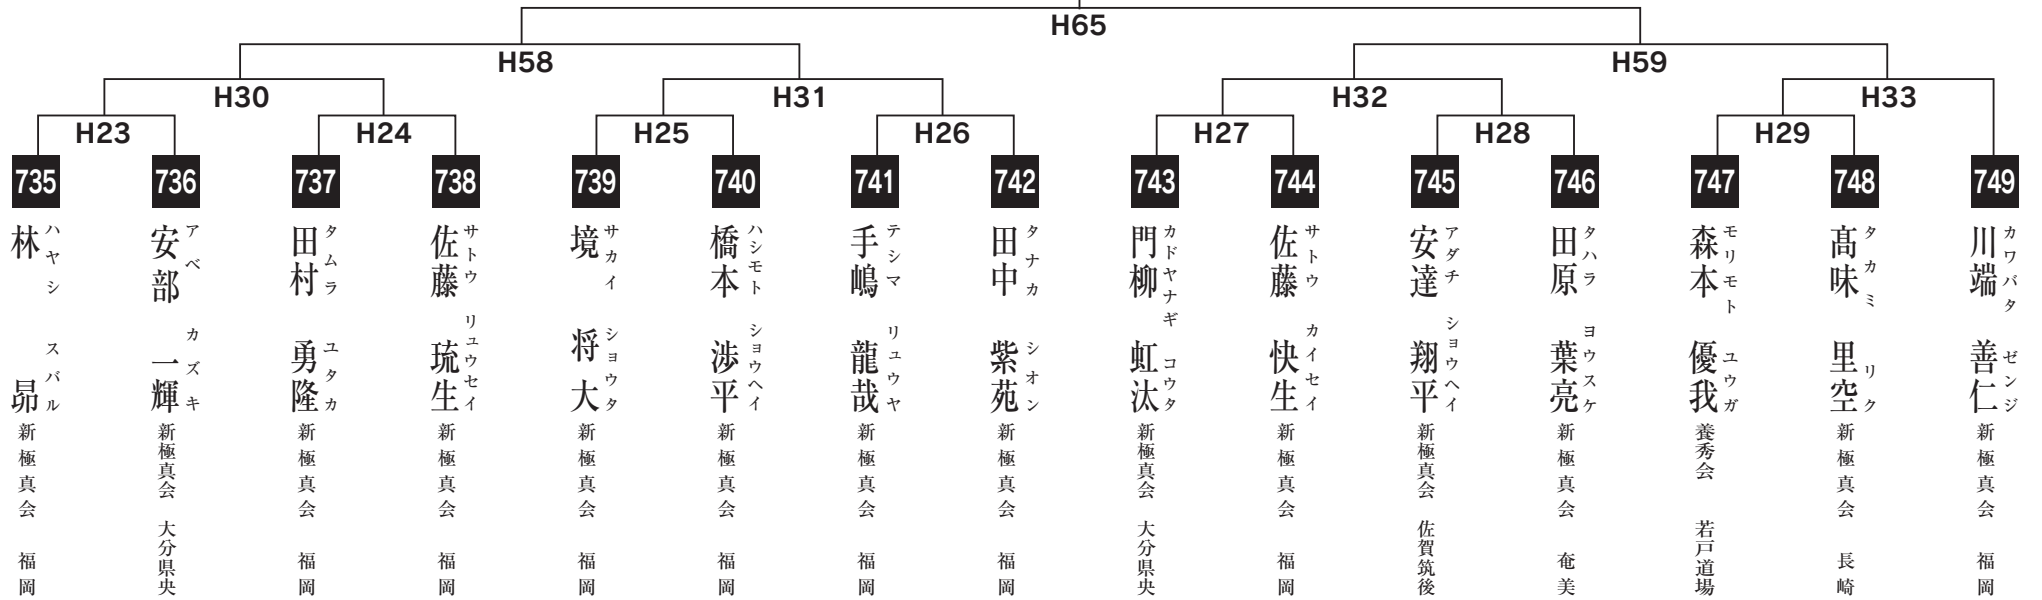 H65
H58
H59
H30
H31
H32
H33
H23
H24
H25
H26
H27
H28
H29
735
736
737
738
739
740
741
742
743
744
745
746
747
748
749
林 昴
ハヤシ スバル
新極真会 福岡
安部 一輝
アベ カズキ
新極真会 大分県央
田村 勇隆
タムラ ユタカ
新極真会 福岡
佐藤 琉生
サトウ リュウセイ
新極真会 福岡
境 将大
サカイ ショウタ
新極真会 福岡
橋本 渉平
ハシモト ショウヘイ
新極真会 福岡
手嶋 龍哉
テシマ リュウヤ
新極真会 福岡
田中 紫苑
タナカ シオン
新極真会 福岡
門柳 虹汰
カドヤナギ コウタ
新極真会 大分県央
佐藤 快生
サトウ カイセイ
新極真会 福岡
安達 翔平
アダチ ショウヘイ
新極真会 佐賀筑後
田原 葉亮
タハラ ヨウスケ
新極真会 奄美
森本 優我
モリモト ユウガ
養秀会 若戸道場
髙味 里空
タカミ リク
新極真会 長崎
川端 善仁
カワバタ ゼンジ
新極真会 福岡